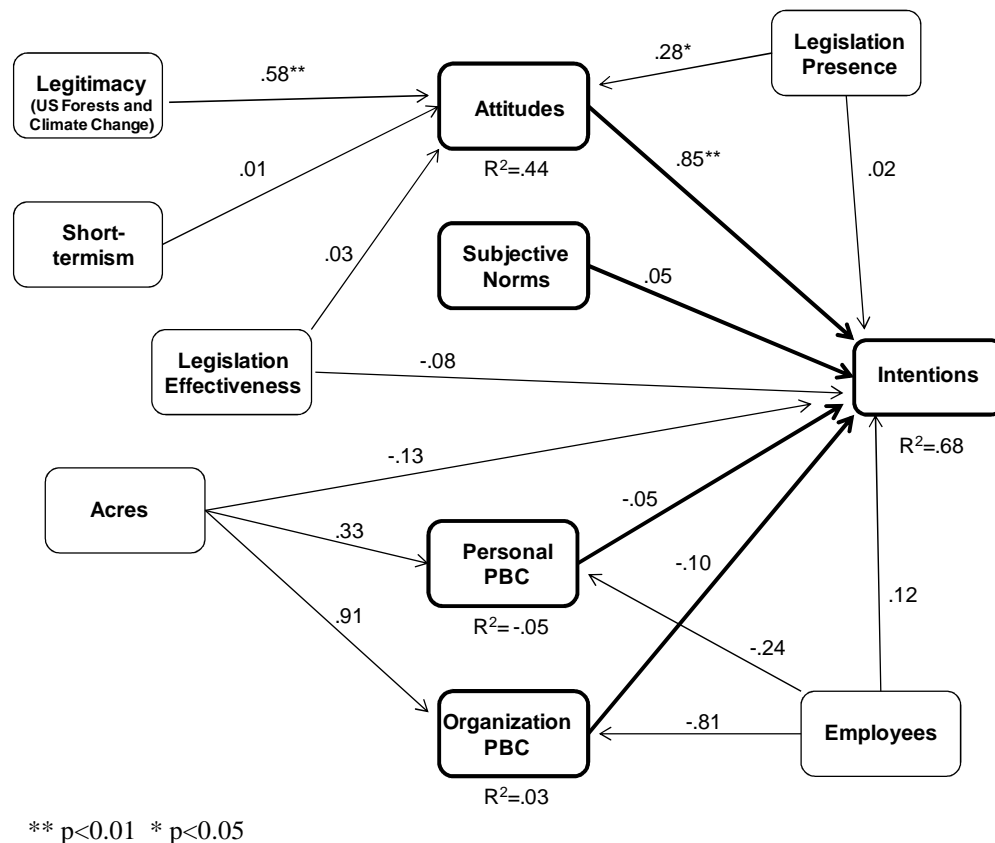 Legitimacy
(US Forests and
Climate Change)
.58**
Attitudes
R²=.44
.28*
Legislation
Presence
.01
.85**
.02
Short-
termism
.03
Subjective
Norms
.05
Legislation
Effectiveness
-.08
Intentions
R²=.68
-.13
Acres
.33
Personal
PBC
R²=-.05
-.05
-.10
.91
.12
-.24
Organization
PBC
R²=.03
-.81
Employees
** p<0.01 * p<0.05